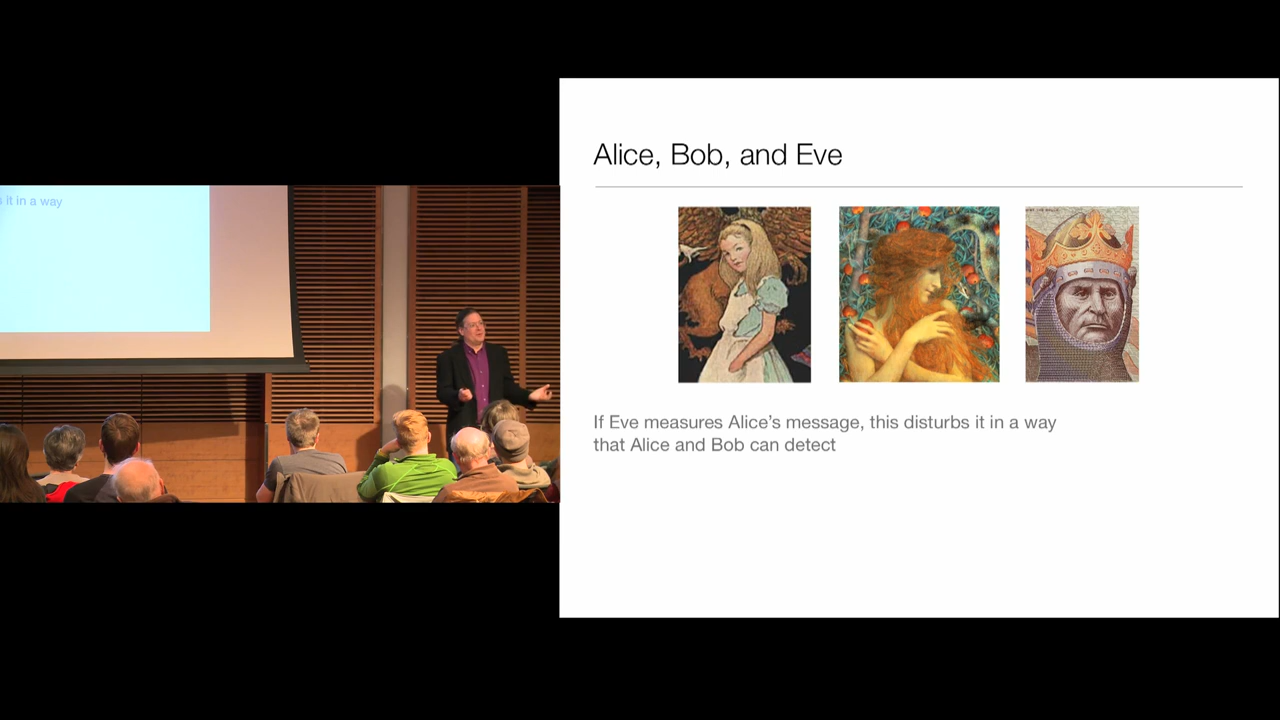 s it in a way
Alice, Bob, and Eve
If Eve measures Alice's message, this disturbs it in a way
that Alice and Bob can detect